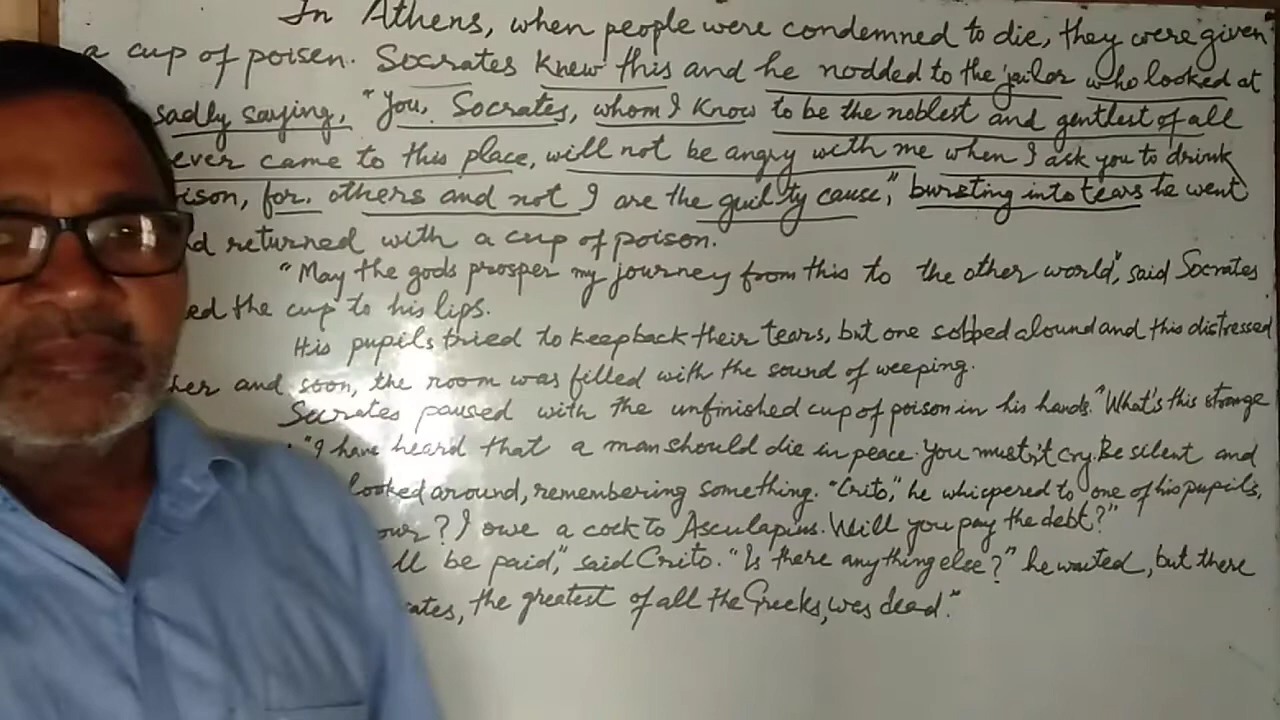 In Athens, when people were condemned to die, they were given
a cup of poisen. Socrates knew this and he nodded to the jailor who looked at
sadly saying, "You, Socrates, whom I know to be the noblest and gentlest of all
ever came to this place, will not be angry with me when I ask you to drink
ison, for. others and not I are the guilty cause", bursting into tears he went
d returned with a cup of poison.
"May the gods prosper my journey from this to the other world", said Socrates
ed the cup to his lips.
His pupils tried to keepback their tears, but one sobbed alound and this distressed
her and soon, the room was filled with the sound of weeping.
Socrates paused with the unfinished cup of poison in his hands. "What's this strange
"I have heard that a man should die in peace. You mustn't cry. Be silent and
looked around, remembering something. "Crito," he whispered to one of his pupils,
our? I owe a cock to Asculapius. Will you pay the debt?"
ll be paid", said Crito. "Is there anything else?" he waited, but there
ates, the greatest of all the Greeks, was dead."